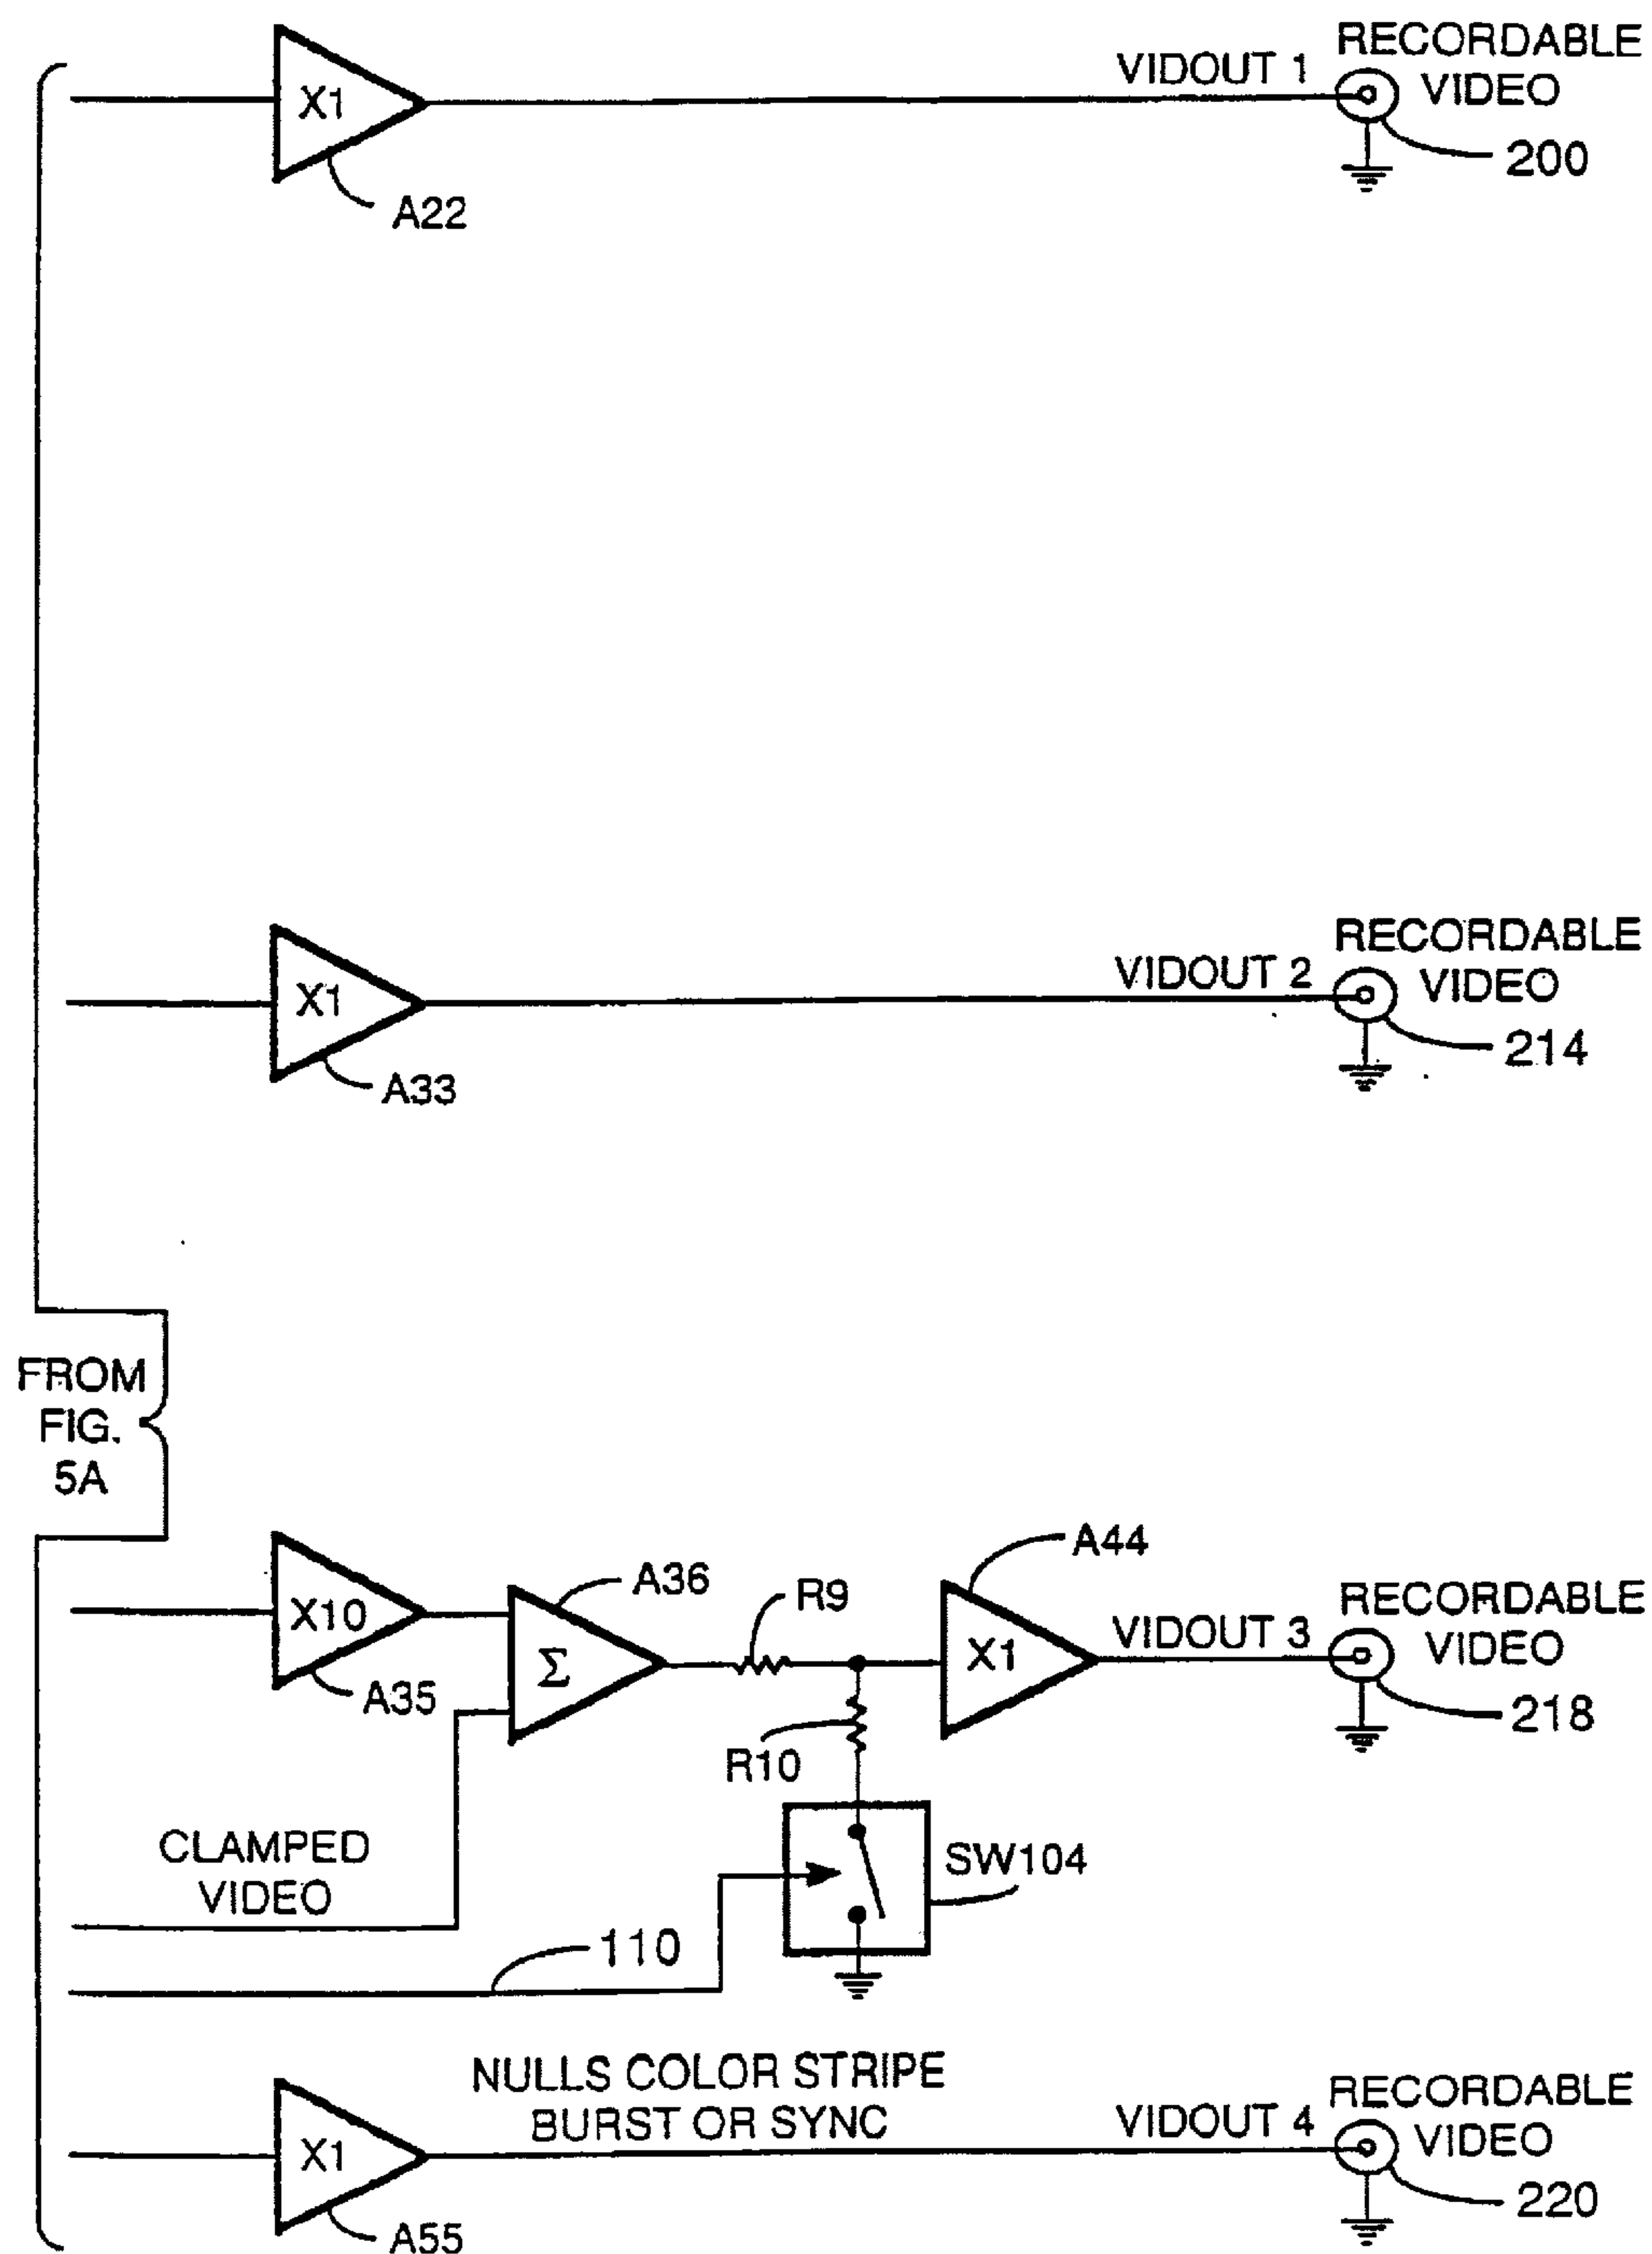 RECORDABLE
VIDOUT 1
VIDEO
X1
200
A22
RECORDABLE
VIDOUT 2
VIDEO
X1
214
A33
FROM
FIG.
5A
A44
A36
R9
RECORDABLE
X10
VIDOUT 3
VIDEO
Σ
X1
A35
218
R10
CLAMPED
VIDEO
SW104
110
NULLS COLOR STRIPE
BURST OR SYNC
RECORDABLE
VIDOUT 4
VIDEO
X1
220
A55